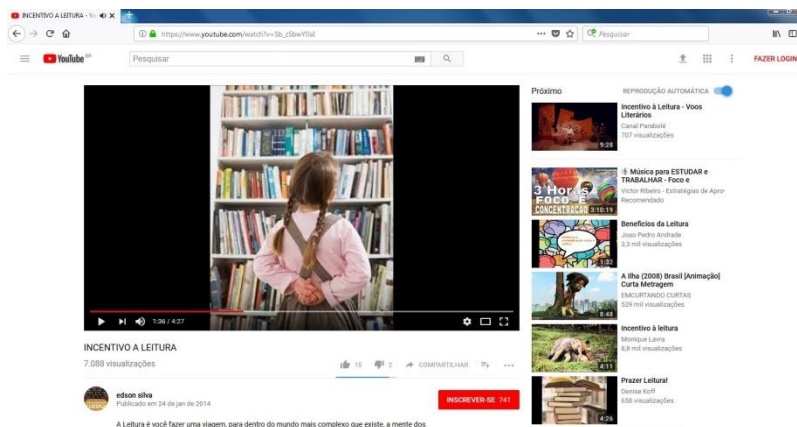 INCENTIVO A LEITURA - Yo
https://www.youtube.com/watch?v=Sb_zSbwY0aI
Pesquisar
YouTube BR
Pesquisar
FAZER LOGIN
1:36 / 4:27
INCENTIVO A LEITURA
7.088 visualizações
15
2
COMPARTILHAR
edson silva
Publicado em 24 de jan de 2014
INSCREVER-SE 741
A Leitura é você fazer uma viagem, para dentro do mundo mais complexo que existe, a mente dos
Próximo
REPRODUÇÃO AUTOMÁTICA
9:28
Incentivo à Leitura - Voos
Literários
Canal Parabolé
707 visualizações
3 Horas
FOCO E
CONCENTRAÇÃO
3:10:19
Música para ESTUDAR e
TRABALHAR - Foco e
Victor Ribeiro - Estratégias de Aprov
Recomendado
1:32
Benefícios da Leitura
Joao Pedro Andrade
3,3 mil visualizações
8:48
A Ilha (2008) Brasil [Animação]
Curta Metragem
EMCURTANDO CURTAS
529 mil visualizações
4:11
Incentivo à leitura
Monique Lavra
8,8 mil visualizações
4:26
Prazer Leitura!
Denise Koff
658 visualizações